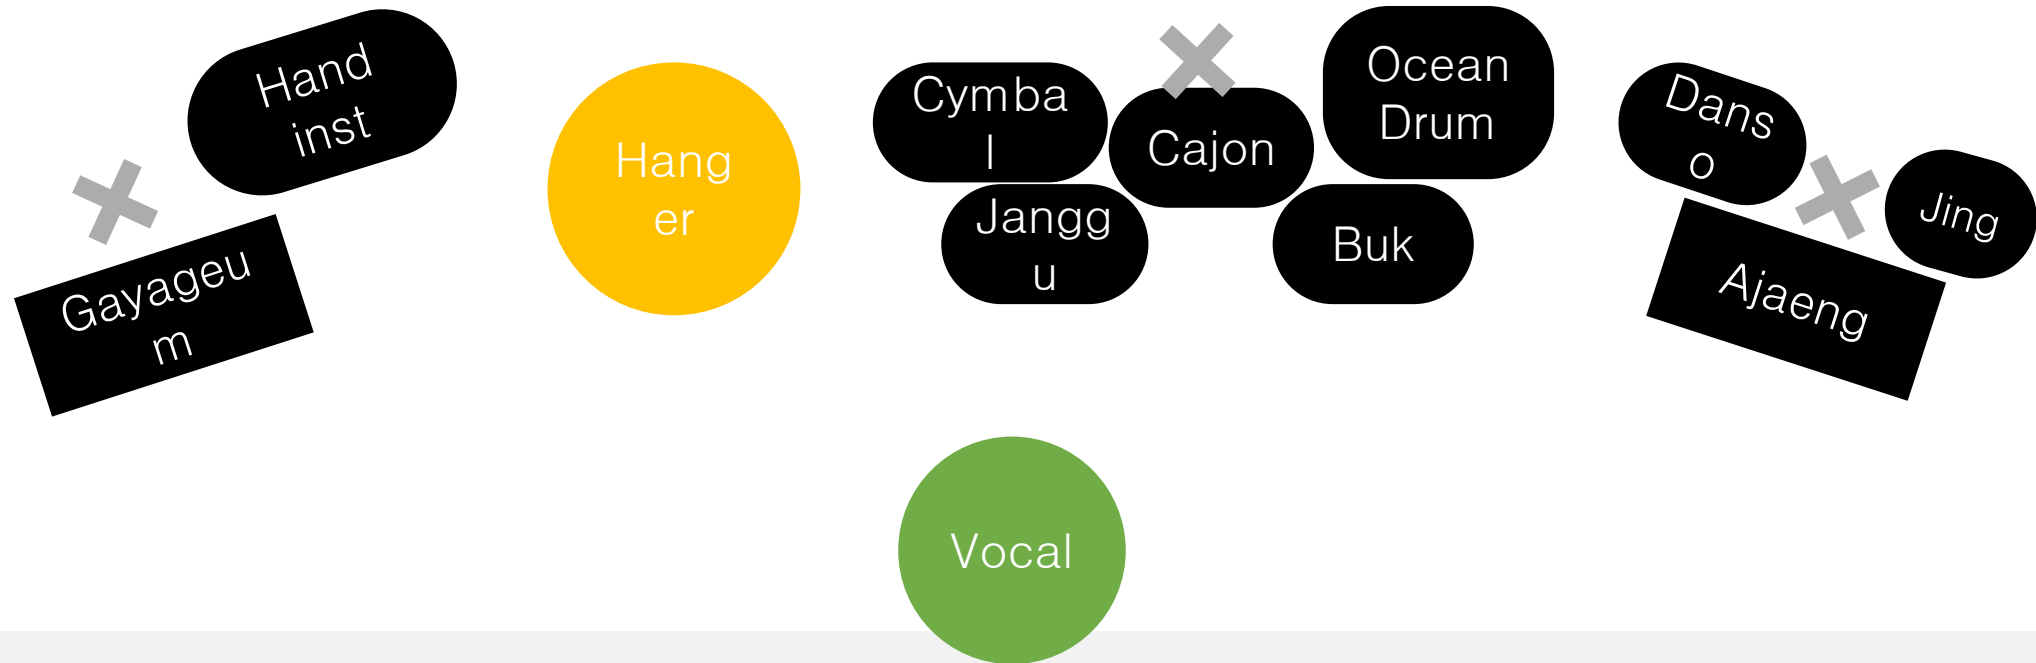 Hand
inst
Gayageu
m
Hang
er
Cymba
l
Cajon
Ocean
Drum
Jangg
u
Buk
Dans
o
Jing
Ajaeng
Vocal